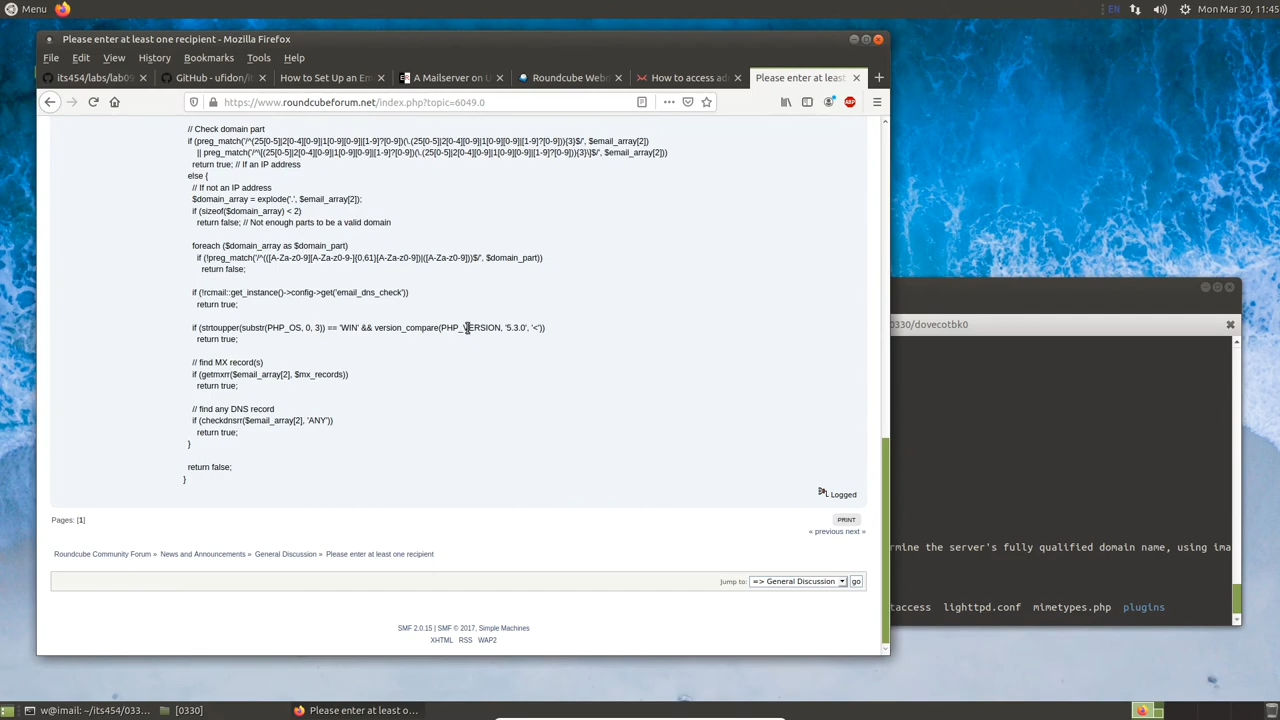 Menu
EN
Mon Mar 30, 11:45
Please enter at least one recipient - Mozilla Firefox
File Edit View History Bookmarks Tools Help
its454/labs/lab09
GitHub - ufidon/in
How to Set Up an Em
A Mailserver on U
Roundcube Webm
How to access adm
Please enter at least
https://www.roundcubeforum.net/index.php?topic=6049.0
ABP
// Check domain part
if (preg_match('/^(25[0-5]|2[0-4][0-9]|1[0-9][0-9]|[1-9]?[0-9])(\.(25[0-5]|2[0-4][0-9]|1[0-9][0-9]|[1-9]?[0-9])){3}$/', $email_array[2])
|| preg_match('/^\[(25[0-5]|2[0-4][0-9]|1[0-9][0-9]|[1-9]?[0-9])(\.(25[0-5]|2[0-4][0-9]|1[0-9][0-9]|[1-9]?[0-9])){3}\]$/', $email_array[2]))
return true; // If an IP address
else {
// If not an IP address
$domain_array = explode('.', $email_array[2]);
if (sizeof($domain_array) < 2)
return false; // Not enough parts to be a valid domain
foreach ($domain_array as $domain_part)
if (!preg_match('/^(([A-Za-z0-9][A-Za-z0-9-]{0,61}[A-Za-z0-9])|([A-Za-z0-9]))$/', $domain_part))
return false;
if (!rcmail::get_instance()->config->get('email_dns_check'))
return true;
if (strtoupper(substr(PHP_OS, 0, 3)) == 'WIN' && version_compare(PHP_VERSION, '5.3.0', '<'))
return true;
// find MX record(s)
if (getmxrr($email_array[2], $mx_records))
return true;
// find any DNS record
if (checkdnsrr($email_array[2], 'ANY'))
return true;
}
return false;
}
Logged
Pages: [1]
PRINT
« previous next »
Roundcube Community Forum » News and Announcements » General Discussion » Please enter at least one recipient
Jump to: => General Discussion go
SMF 2.0.15 | SMF © 2017, Simple Machines
XHTML RSS WAP2
0330/dovecotbk0
rmine the server's fully qualified domain name, using ima
taccess lighttpd.conf mimetypes.php plugins
w@imail: ~/its454/033...
[0330]
Please enter at least o...